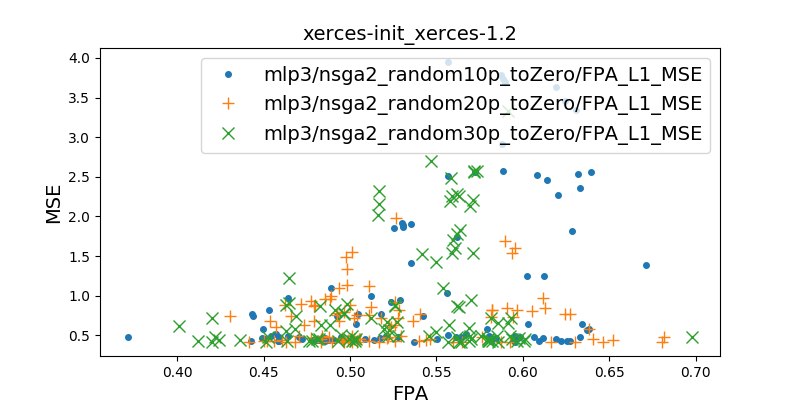 xerces-init_xerces-1.2
4.0
3.5
3.0
2.5
2.0
1.5
1.0
0.5
MSE
mlp3/nsga2_random10p_toZero/FPA_L1_MSE
mlp3/nsga2_random20p_toZero/FPA_L1_MSE
mlp3/nsga2_random30p_toZero/FPA_L1_MSE
0.40 0.45 0.50 0.55 0.60 0.65 0.70
FPA